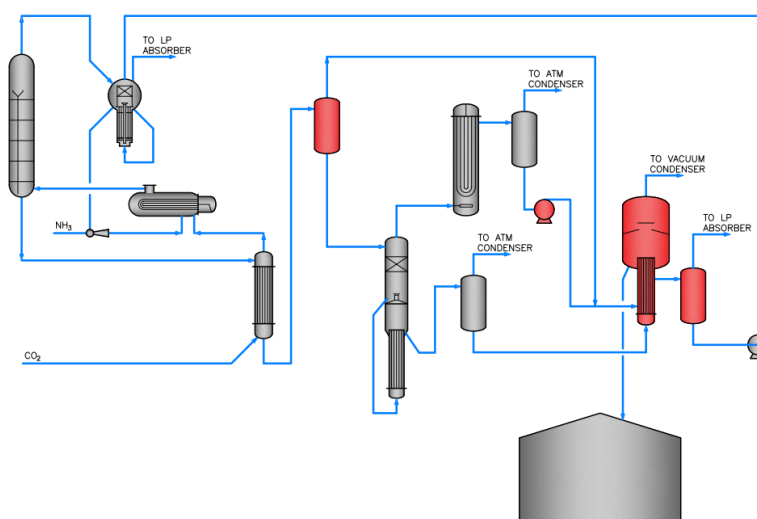 TO LP
ABSORBER
TO ATM
CONDENSER
TO VACUUM
CONDENSER
TO LP
ABSORBER
NH₃
TO ATM
CONDENSER
CO₂